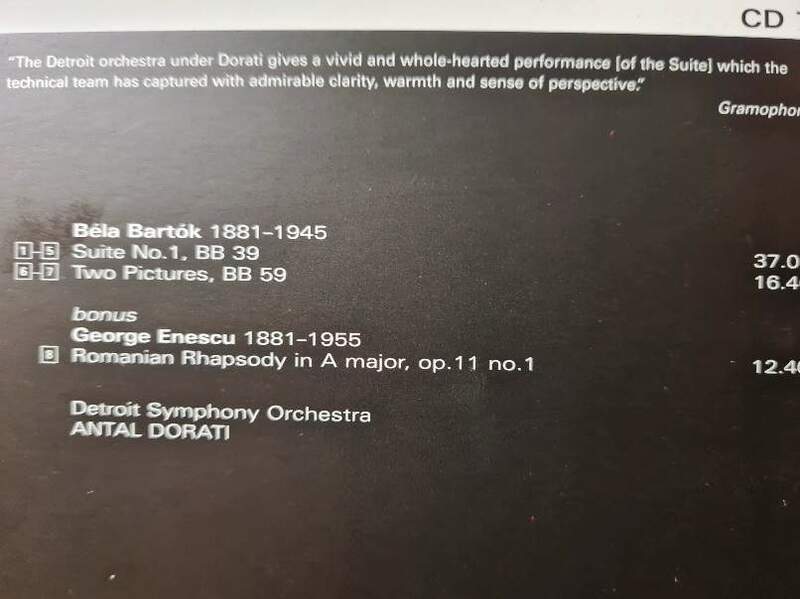 CD
"The Detroit orchestra under Dorati gives a vivid and whole-hearted performance [of the Suite] which the
technical team has captured with admirable clarity, warmth and sense of perspective."
Béla Bartók 1881–1945
1-5 Suite No.1, BB 39
6-7 Two Pictures, BB 59
bonus
George Enescu 1881–1955
8 Romanian Rhapsody in A major, op.11 no.1
Detroit Symphony Orchestra
ANTAL DORATI